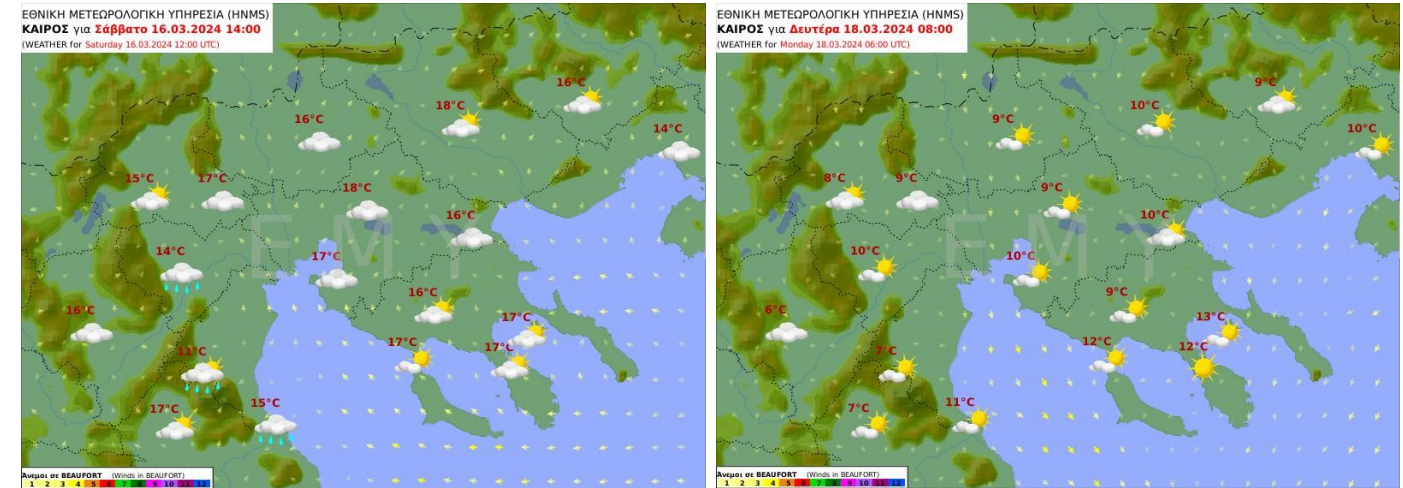 ΕΘΝΙΚΗ ΜΕΤΕΩΡΟΛΟΓΙΚΗ ΥΠΗΡΕΣΙΑ (HNMS)
ΚΑΙΡΟΣ για Σάββατο 16.03.2024 14:00
(WEATHER for Saturday 16.03.2024 12:00 UTC)
16°C
18°C
16°C
14°C
15°C
17°C
18°C
16°C
14°C
17°C
16°C
16°C
17°C
11°C
17°C
17°C
17°C
15°C
ΕΜΥ
Άνεμοι σε BEAUFORT (Winds in BEAUFORT)
1 2 3 4 5 6 7 8 9 10 11 12
ΕΘΝΙΚΗ ΜΕΤΕΩΡΟΛΟΓΙΚΗ ΥΠΗΡΕΣΙΑ (HNMS)
ΚΑΙΡΟΣ για Δευτέρα 18.03.2024 08:00
(WEATHER for Monday 18.03.2024 06:00 UTC)
9°C
10°C
9°C
10°C
8°C
9°C
9°C
10°C
10°C
10°C
9°C
6°C
13°C
7°C
12°C
12°C
7°C
11°C
ΕΜΥ
Άνεμοι σε BEAUFORT (Winds in BEAUFORT)
1 2 3 4 5 6 7 8 9 10 11 12